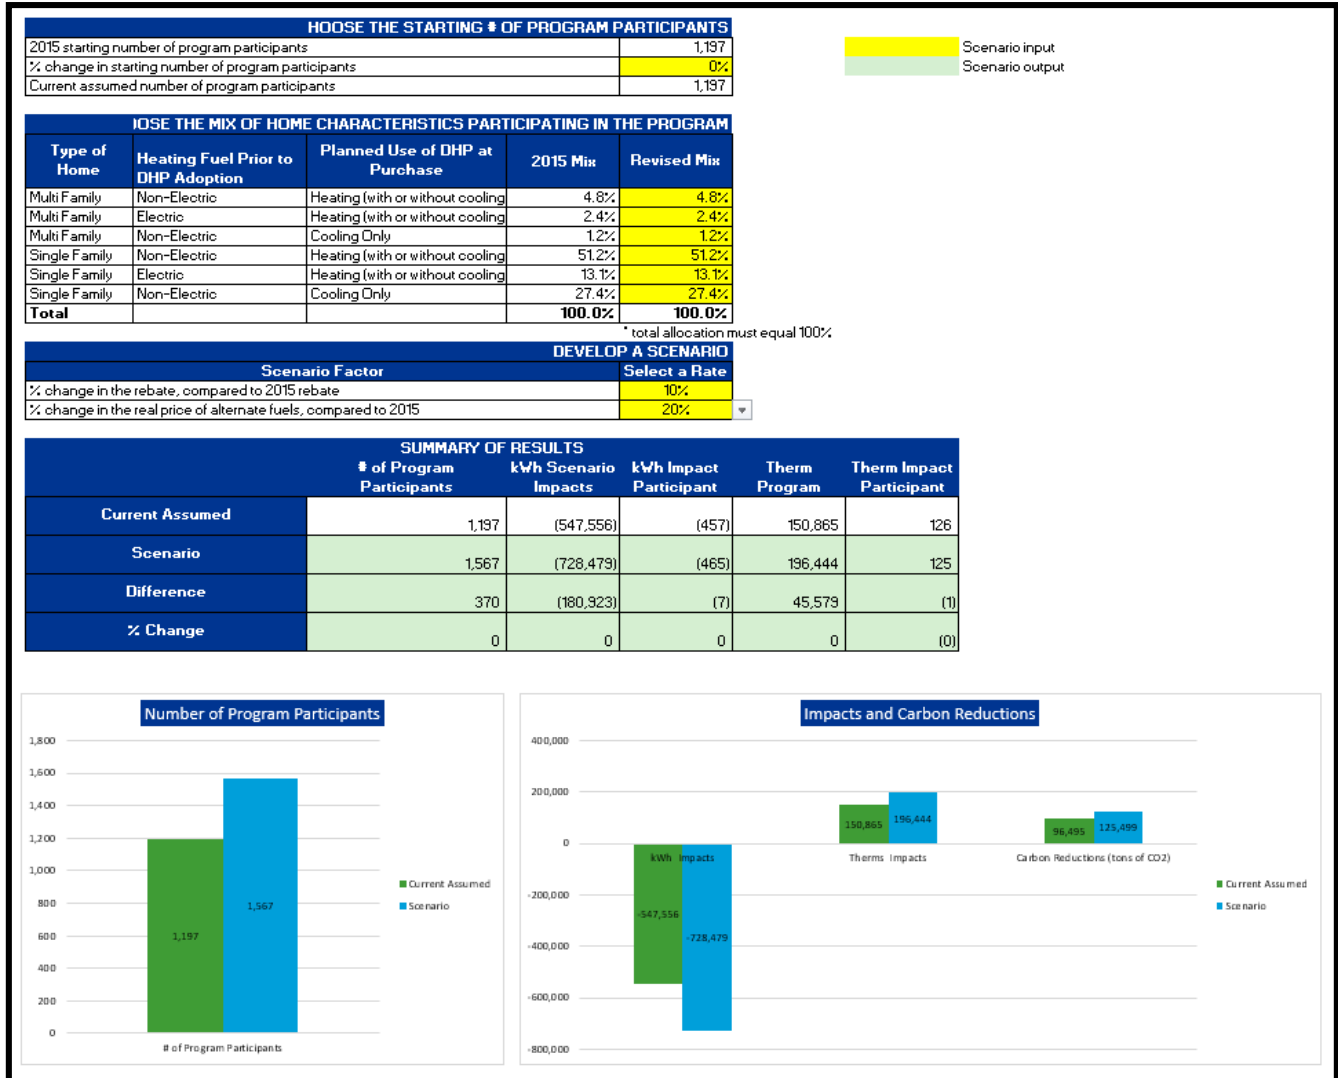 HOOSE THE STARTING # OF PROGRAM PARTICIPANTS
2015 starting number of program participants 1,197
% change in starting number of program participants 0%
Current assumed number of program participants 1,197
Scenario input
Scenario output
OSE THE MIX OF HOME CHARACTERISTICS PARTICIPATING IN THE PROGRAM
Type of Home Heating Fuel Prior to DHP Adoption Planned Use of DHP at Purchase 2015 Mix Revised Mix
Multi Family Non-Electric Heating (with or without cooling 4.8% 4.8%
Multi Family Electric Heating (with or without cooling 2.4% 2.4%
Multi Family Non-Electric Cooling Only 1.2% 1.2%
Single Family Non-Electric Heating (with or without cooling 51.2% 51.2%
Single Family Electric Heating (with or without cooling 13.1% 13.1%
Single Family Non-Electric Cooling Only 27.4% 27.4%
Total 100.0% 100.0%
* total allocation must equal 100%
DEVELOP A SCENARIO
Scenario Factor Select a Rate
% change in the rebate, compared to 2015 rebate 10%
% change in the real price of alternate fuels, compared to 2015 20%
SUMMARY OF RESULTS
# of Program Participants kWh Scenario Impacts kWh Impact Participant Therm Program Therm Impact Participant
Current Assumed 1,197 (547,556) (457) 150,865 126
Scenario 1,567 (728,479) (465) 196,444 125
Difference 370 (180,923) (7) 45,579 (1)
% Change 0 0 0 0 (0)
Number of Program Participants
1,800
1,600
1,400
1,200
1,000
800
600
400
200
0
1,197
1,567
# of Program Participants
Current Assumed
Scenario
Impacts and Carbon Reductions
400,000
200,000
0
-200,000
-400,000
-600,000
-800,000
150,865 196,444
96,495 125,499
kWh Impacts Therms Impacts Carbon Reductions (tons of CO2)
-547,556
-728,479
Current Assumed
Scenario